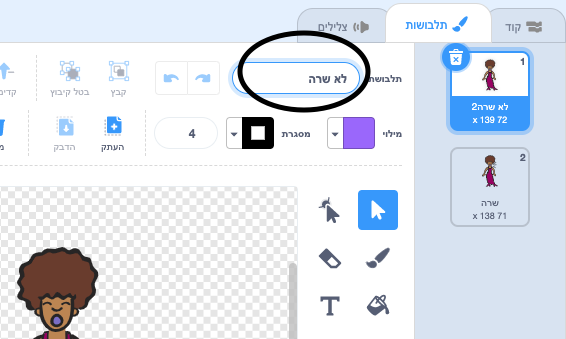 קוד
תלבושות
צלילים
1
לא שרה2
72 x 139
2
שרה
71 x 138
תלבושת
לא שרה
קבץ
בטל קיבוץ
מילוי
מסגרת
4
העתק
הדבק
T